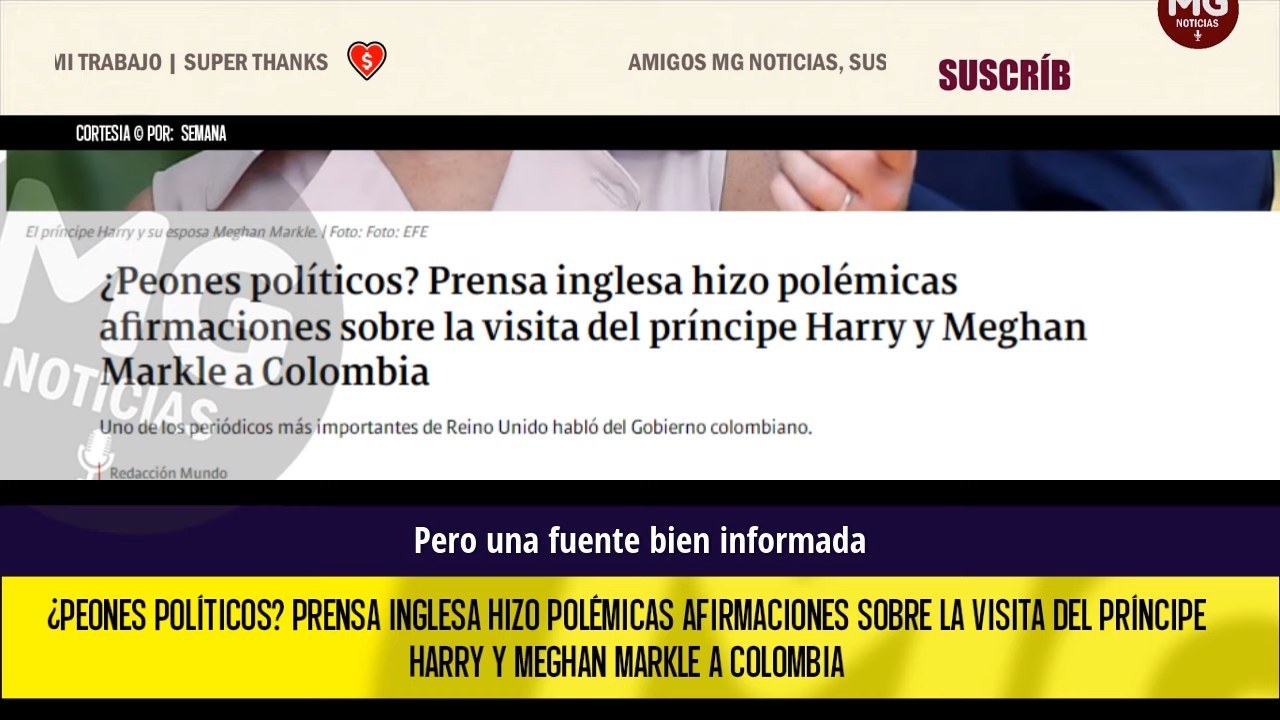 MG
NOTICIAS
MI TRABAJO | SUPER THANKS
AMIGOS MG NOTICIAS, SUS
SUSCRÍB
CORTESIA © POR: SEMANA
El príncipe Harry y su esposa Meghan Markle. | Foto: Foto: EFE
¿Peones políticos? Prensa inglesa hizo polémicas
afirmaciones sobre la visita del príncipe Harry y Meghan
Markle a Colombia
MG
NOTICIAS
Uno de los periódicos más importantes de Reino Unido habló del Gobierno colombiano.
Redacción Mundo
Pero una fuente bien informada
¿PEONES POLÍTICOS? PRENSA INGLESA HIZO POLÉMICAS AFIRMACIONES SOBRE LA VISITA DEL PRÍNCIPE
HARRY Y MEGHAN MARKLE A COLOMBIA